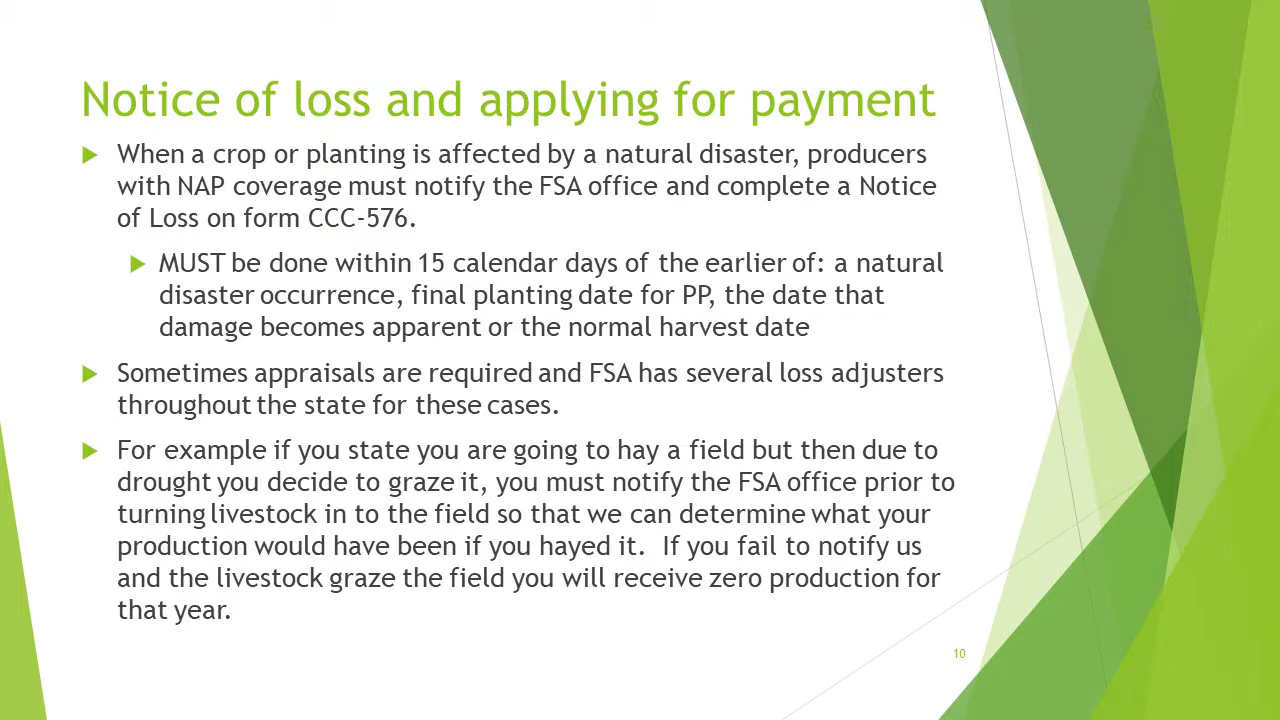 Notice of loss and applying for payment
When a crop or planting is affected by a natural disaster, producers
with NAP coverage must notify the FSA office and complete a Notice
of Loss on form CCC-576.
MUST be done within 15 calendar days of the earlier of: a natural
disaster occurrence, final planting date for PP, the date that
damage becomes apparent or the normal harvest date
Sometimes appraisals are required and FSA has several loss adjusters
throughout the state for these cases.
For example if you state you are going to hay a field but then due to
drought you decide to graze it, you must notify the FSA office prior to
turning livestock in to the field so that we can determine what your
production would have been if you hayed it.  If you fail to notify us
and the livestock graze the field you will receive zero production for
that year.
10